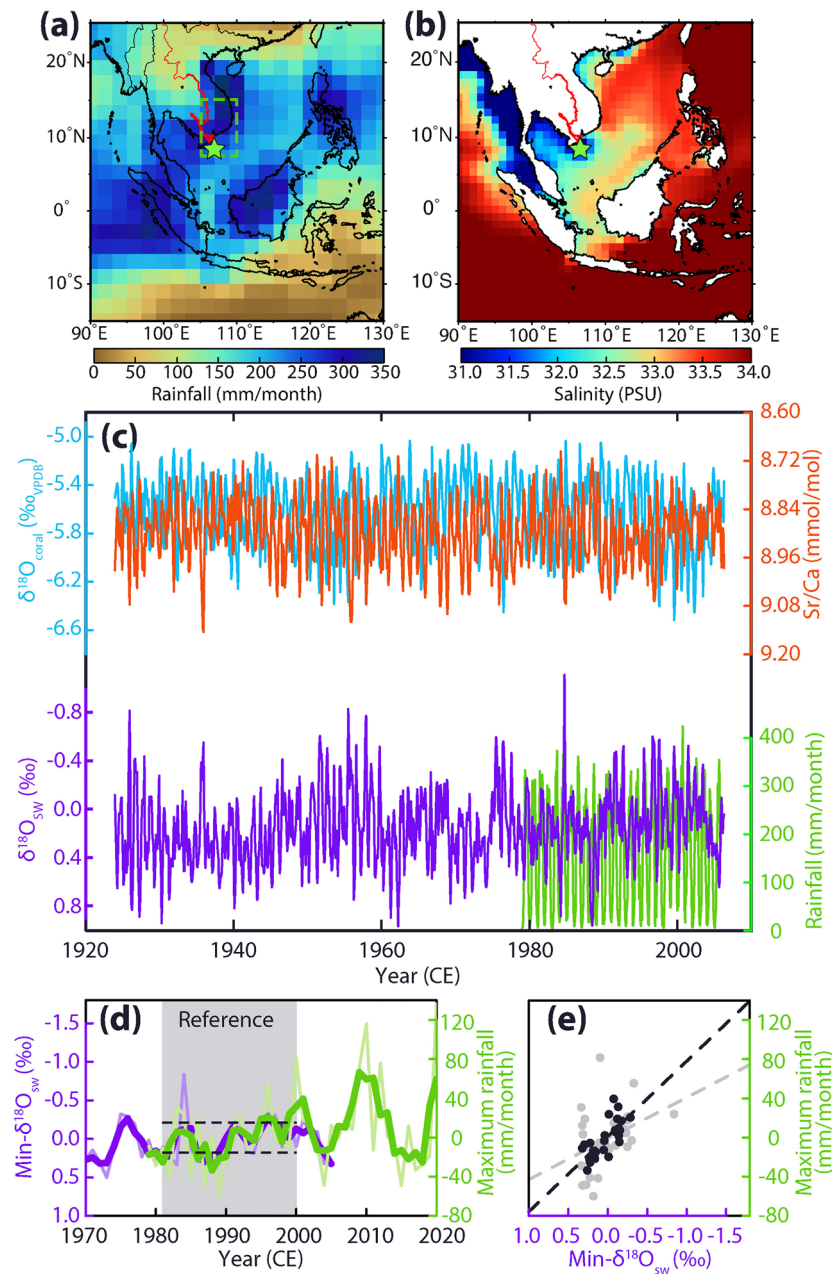 (a)
(b)
20°N
10°N
0°
10°S
20°N
10°N
0°
10°S
90°E 100°E 110°E 120°E 130°E
90°E 100°E 110°E 120°E 130°E
0 50 100 150 200 250 300 350
Rainfall (mm/month)
31.0 31.5 32.0 32.5 33.0 33.5 34.0
Salinity (PSU)
(c)
-5.0
-5.4
-5.8
-6.2
-6.6
δ¹⁸O_coral (‰_VPDB)
8.60
8.72
8.84
8.96
9.08
9.20
Sr/Ca (mmol/mol)
-0.8
-0.4
0.0
0.4
0.8
δ¹⁸O_sw (‰)
400
300
200
100
0
Rainfall (mm/month)
1920 1940 1960 1980 2000
Year (CE)
(d)
Reference
-1.5
-1.0
-0.5
0.0
0.5
1.0
Min-δ¹⁸O_sw (‰)
120
80
40
0
-40
-80
Maximum rainfall
(mm/month)
1970 1980 1990 2000 2010 2020
Year (CE)
(e)
120
80
40
0
-40
-80
Maximum rainfall
(mm/month)
1.0 0.5 0.0 -0.5 -1.0 -1.5
Min-δ¹⁸O_sw (‰)